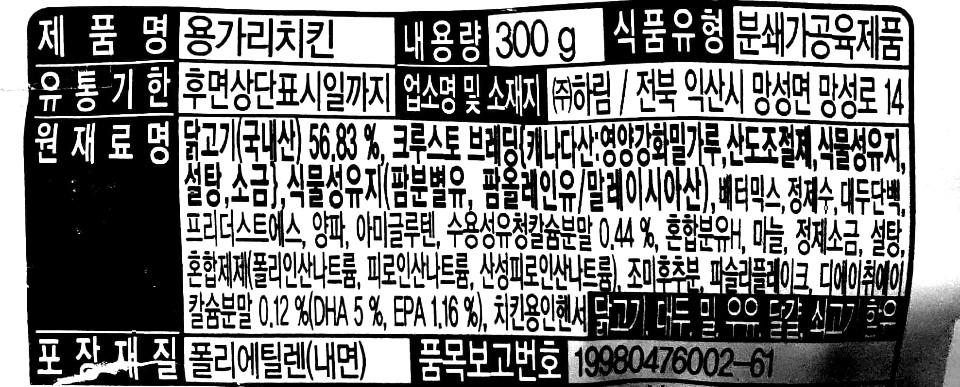 제 품 명 용가리치킨 내용량 300 g 식품유형 분쇄가공육제품
유 통 기 한 후면상단표시일까지 업소명 및 소재지 ㈜하림 / 전북 익산시 망성면 망성로 14
원 재 료 명 닭고기(국내산) 56.83 %, 크루스토 브레딩{캐나다산:영양강화밀가루,산도조절제,식물성유지,
설탕,소금},식물성유지(팜분별유, 팜올레인유/말레이시아산),배터믹스,정제수,대두단백,
프리더스트에스, 양파, 아미글루텐, 수용성유청칼슘분말 0.44 %, 혼합분유H, 마늘, 정제소금, 설탕,
혼합제제(폴리인산나트륨, 피로인산나트륨, 산성피로인산나트륨), 조미후추분, 파슬리플레이크, 디에이취에이
칼슘분말 0.12 %(DHA 5 %, EPA 1.16 %), 치킨용인핸서 닭고기, 대두, 밀, 우유, 달걀, 쇠고기 함유
포 장 재 질 폴리에틸렌(내면) 품목보고번호 19980476002-61